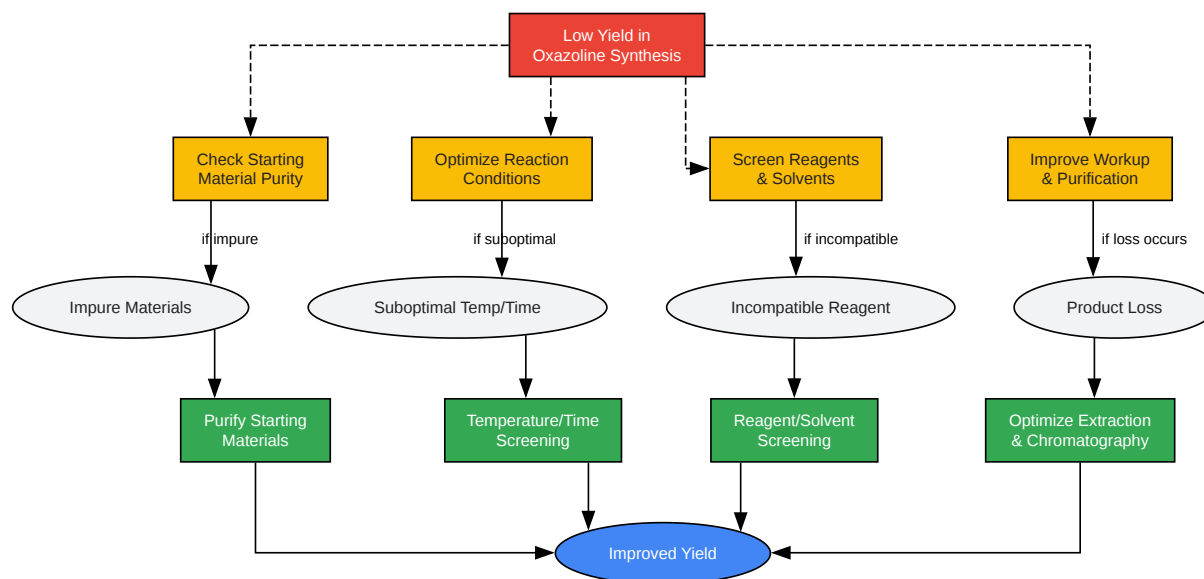 Low Yield in
Oxazoline Synthesis
Check Starting
Material Purity
Optimize Reaction
Conditions
Screen Reagents
& Solvents
Improve Workup
& Purification
if impure
if suboptimal
if incompatible
if loss occurs
Impure Materials
Suboptimal Temp/Time
Incompatible Reagent
Product Loss
Purify Starting
Materials
Temperature/Time
Screening
Reagent/Solvent
Screening
Optimize Extraction
& Chromatography
Improved Yield